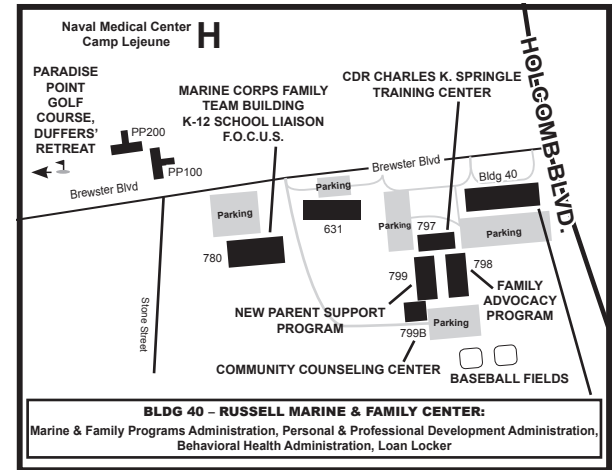 Naval Medical Center
Camp Lejeune
H
PARADISE
POINT
GOLF
COURSE,
DUFFERS'
RETREAT
PP200
PP100
MARINE CORPS FAMILY
TEAM BUILDING
K-12 SCHOOL LIAISON
F.O.C.U.S.
CDR CHARLES K. SPRINGLE
TRAINING CENTER
HOLCOMB BLVD.
Brewster Blvd
Brewster Blvd
Bldg 40
Parking
Parking
Parking
Parking
631
797
780
799
798
Stone Street
NEW PARENT SUPPORT
PROGRAM
FAMILY
ADVOCACY
PROGRAM
799B
Parking
COMMUNITY COUNSELING CENTER
BASEBALL FIELDS
BLDG 40 – RUSSELL MARINE & FAMILY CENTER:
Marine & Family Programs Administration, Personal & Professional Development Administration,
Behavioral Health Administration, Loan Locker